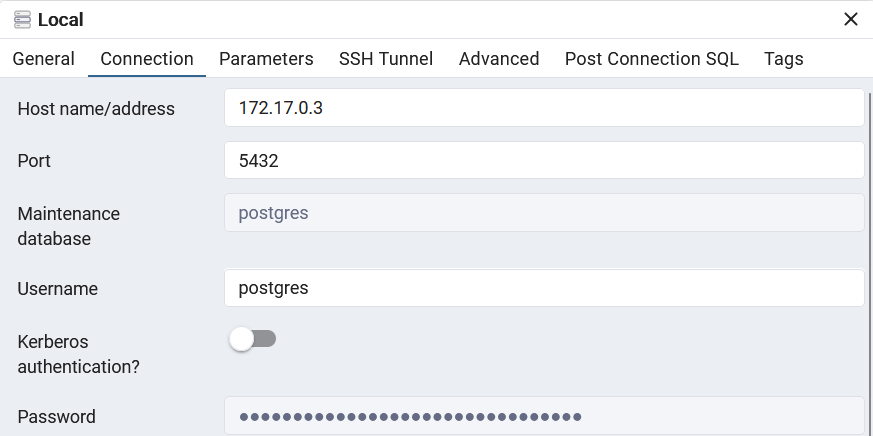 Local
General Connection Parameters SSH Tunnel Advanced Post Connection SQL Tags
Host name/address 172.17.0.3
Port 5432
Maintenance database postgres
Username postgres
Kerberos authentication?
Password ••••••••••••••••••••••••••••••••